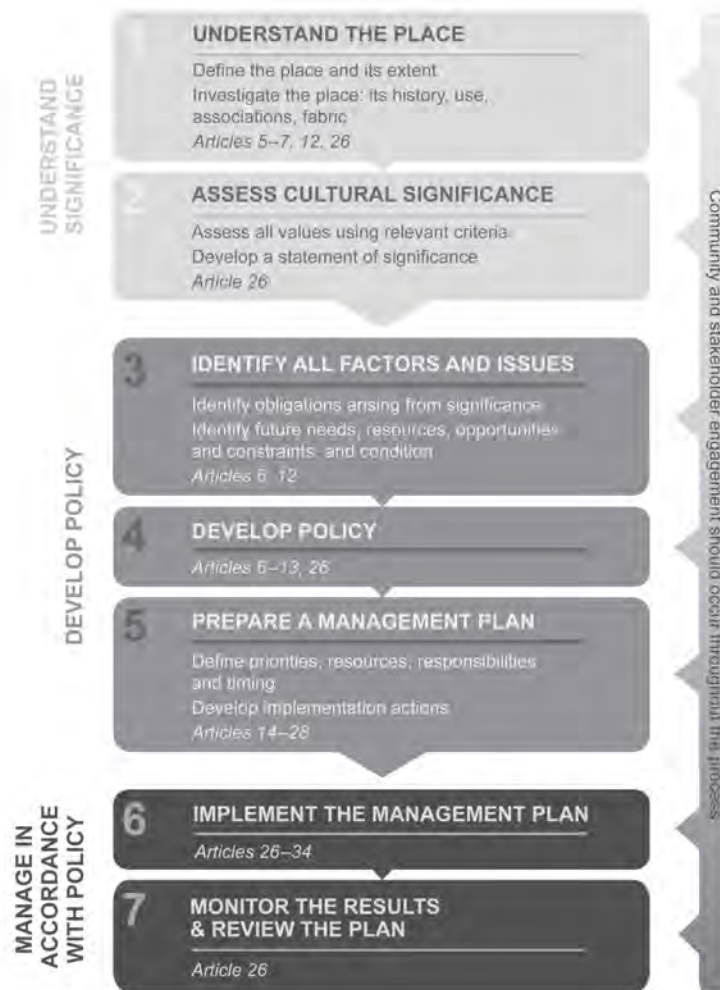 UNDERSTAND
SIGNIFICANCE
1
UNDERSTAND THE PLACE
Define the place and its extent
Investigate the place: its history, use,
associations, fabric
Articles 5–7, 12, 26
2
ASSESS CULTURAL SIGNIFICANCE
Assess all values using relevant criteria
Develop a statement of significance
Article 26
DEVELOP POLICY
3
IDENTIFY ALL FACTORS AND ISSUES
Identify obligations arising from significance
Identify future needs, resources, opportunities
and constraints, and condition
Articles 6, 12
4
DEVELOP POLICY
Articles 6–13, 26
5
PREPARE A MANAGEMENT PLAN
Define priorities, resources, responsibilities
and timing
Develop implementation actions
Articles 14–28
MANAGE IN
ACCORDANCE
WITH POLICY
6
IMPLEMENT THE MANAGEMENT PLAN
Articles 26–34
7
MONITOR THE RESULTS
& REVIEW THE PLAN
Article 26
Community and stakeholder engagement should occur throughout the process